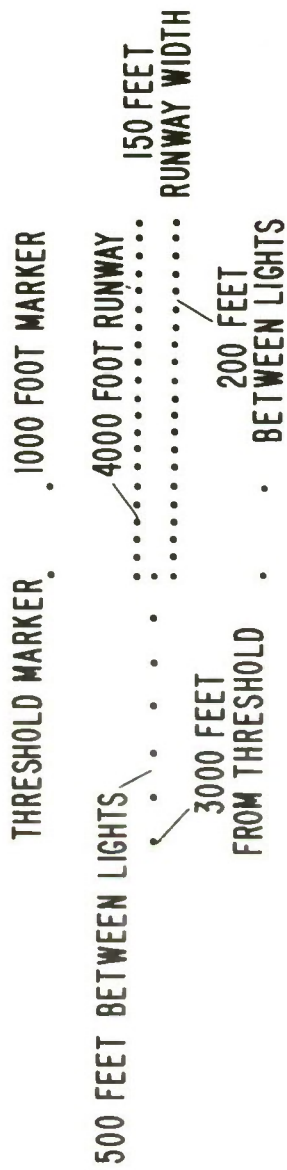 THRESHOLD MARKER
1000 FOOT MARKER
500 FEET BETWEEN LIGHTS
4000 FOOT RUNWAY
150 FEET
RUNWAY WIDTH
3000 FEET
FROM THRESHOLD
200 FEET
BETWEEN LIGHTS